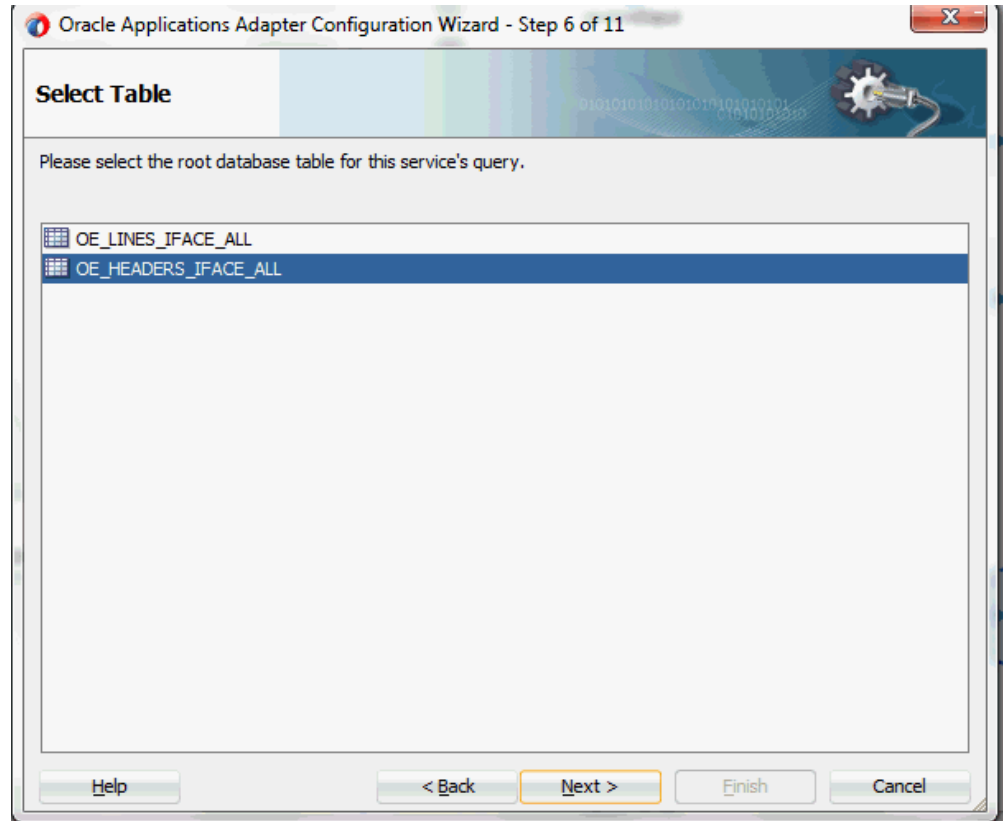 Oracle Applications Adapter Configuration Wizard - Step 6 of 11
Select Table
Please select the root database table for this service's query.
OE_LINES_IFACE_ALL
OE_HEADERS_IFACE_ALL
Help
< Back
Next >
Finish
Cancel